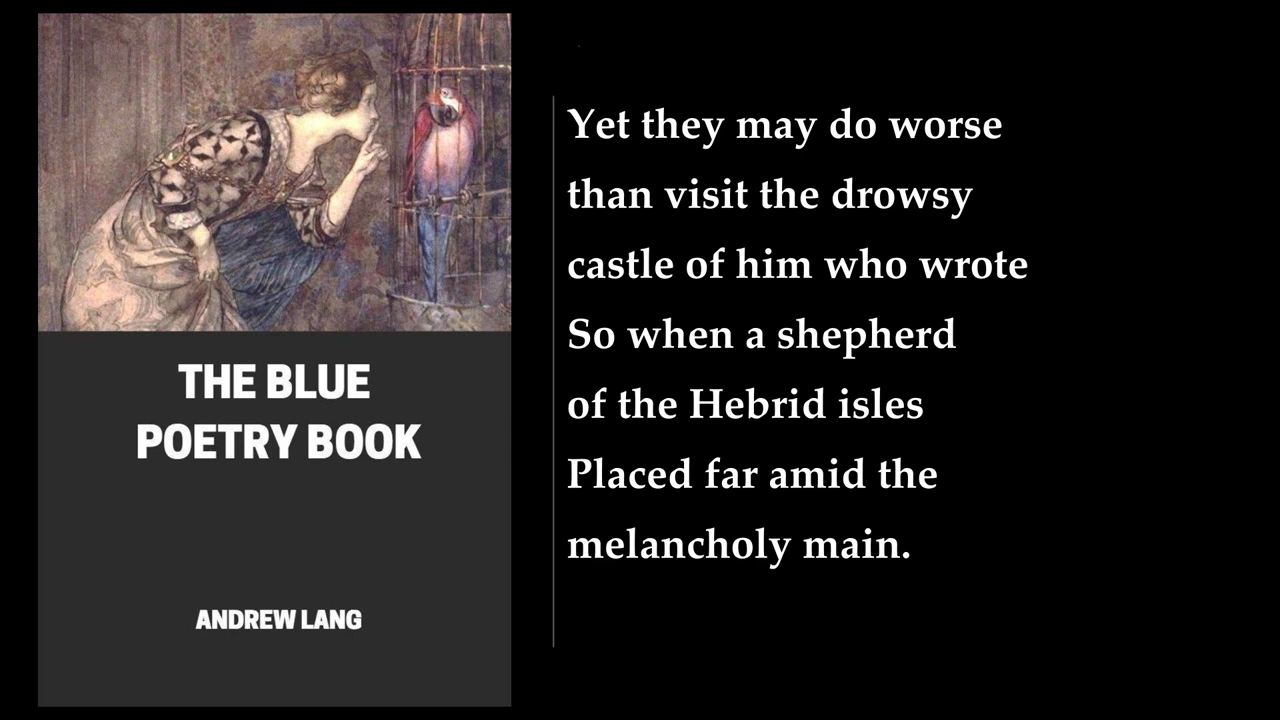 THE BLUE
POETRY BOOK
ANDREW LANG
Yet they may do worse
than visit the drowsy
castle of him who wrote
So when a shepherd
of the Hebrid isles
Placed far amid the
melancholy main.